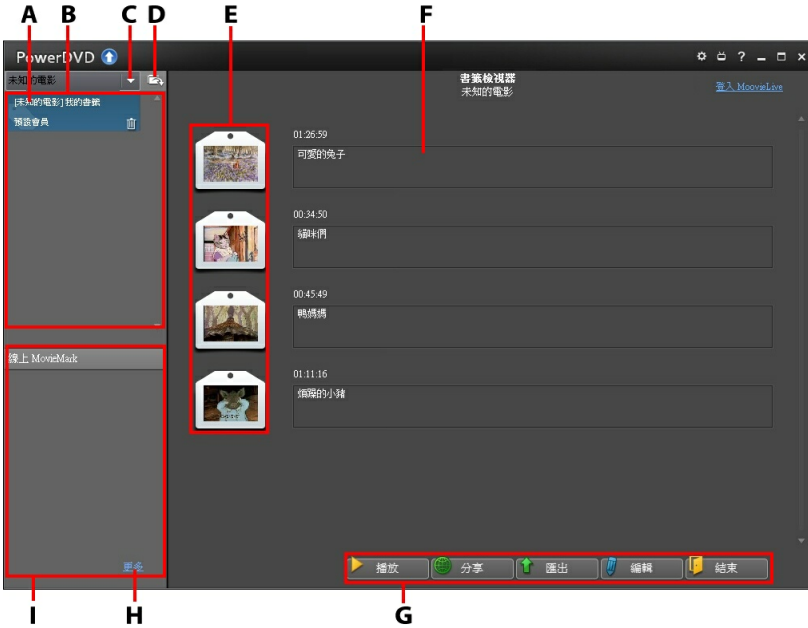 A B C D E F
PowerDVD
未知的電影
書籤檢視器
未知的電影
登入 MoovieLive
[未知的電影] 我的書籤
預設會員
01:26:59
可愛的兔子
00:34:50
貓咪們
00:45:49
鴨媽媽
01:11:16
煩躁的小豬
線上 MovieMark
更多
播放 分享 匯出 編輯 結束
I H G